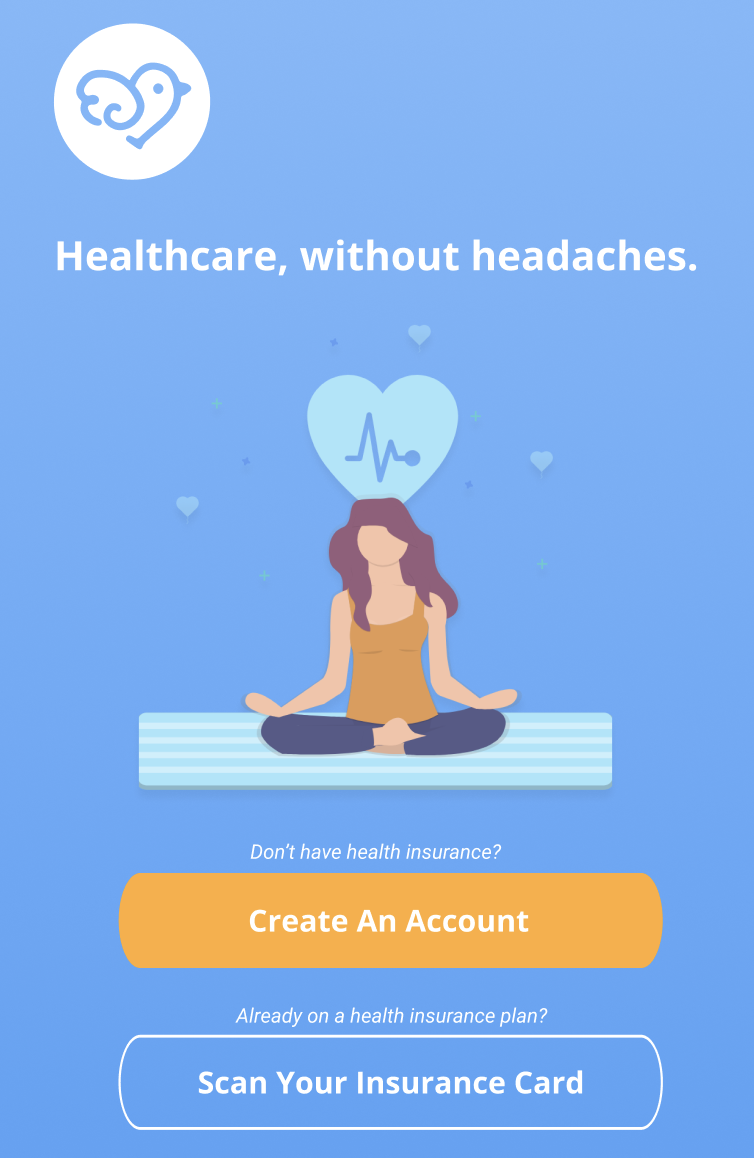 Healthcare, without headaches.
Don’t have health insurance?
Create An Account
Already on a health insurance plan?
Scan Your Insurance Card